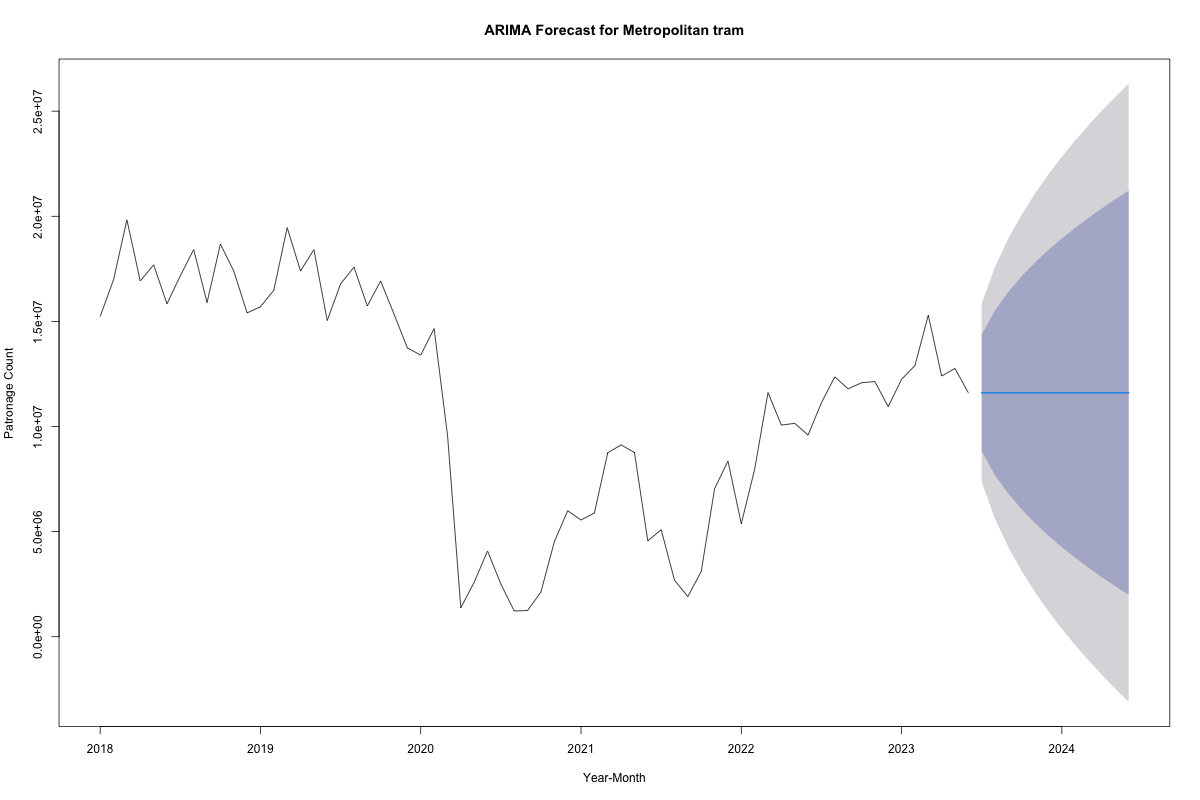 ARIMA Forecast for Metropolitan tram
Patronage Count
2.5e+07
2.0e+07
1.5e+07
1.0e+07
5.0e+06
0.0e+00
2018 2019 2020 2021 2022 2023 2024
Year-Month